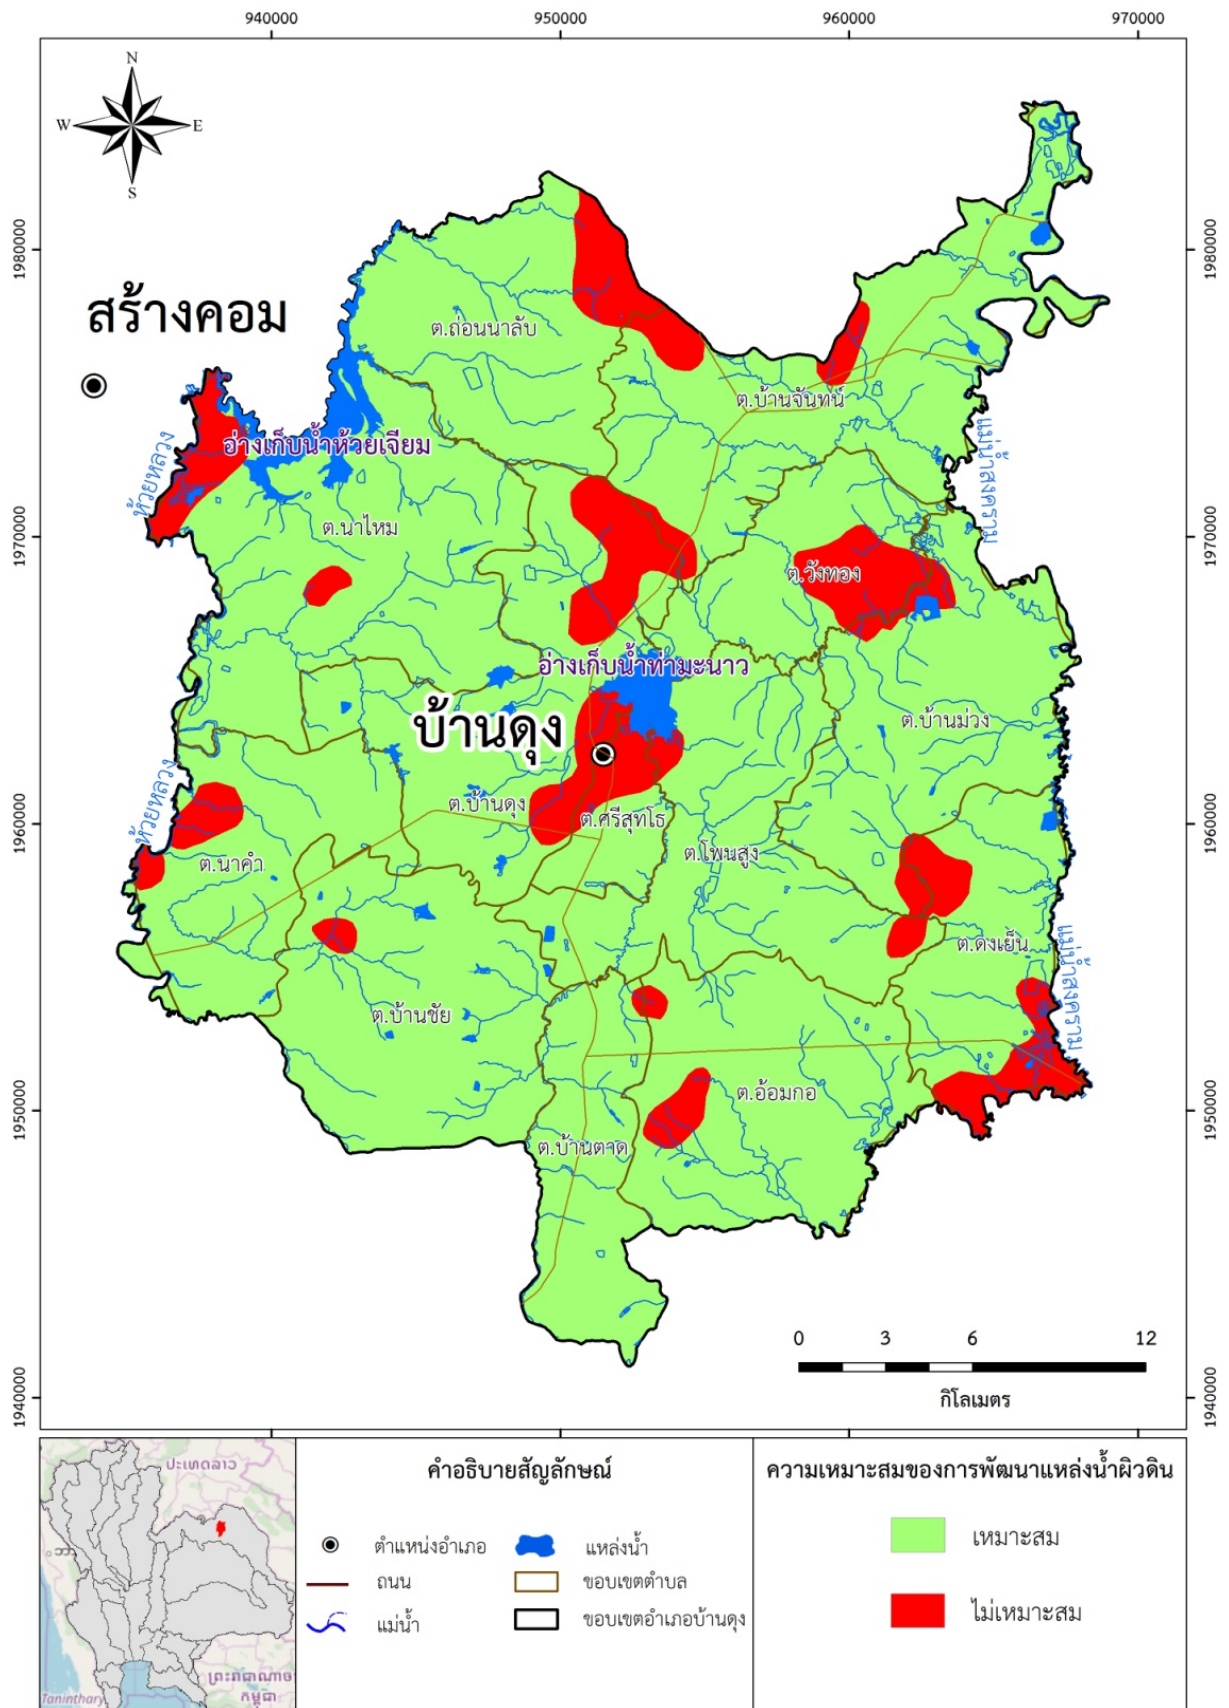 940000
950000
960000
970000
N
W
E
S
1980000
1980000
สร้างคอม
ต.ถ่อนนาลับ
ต.บ้านจันทน์
อ่างเก็บน้ำห้วยเจียม
ห้วยหลวง
แม่น้ำสงคราม
ต.นาไหม
1970000
1970000
ต.วังทอง
อ่างเก็บน้ำท่ามะนาว
บ้านดุง
ต.บ้านม่วง
ห้วยหลวง
ต.บ้านดุง
ต.ศรีสุทโธ
1960000
1960000
ต.นาคำ
ต.โพนสูง
ต.ดงเย็น
แม่น้ำสงคราม
ต.บ้านชัย
ต.อ้อมกอ
1950000
1950000
ต.บ้านตาด
0
3
6
12
กิโลเมตร
1940000
1940000
ปะเทดลาว
Taninthary
คำอธิบายสัญลักษณ์
ตำแหน่งอำเภอ
แหล่งน้ำ
ถนน
ขอบเขตตำบล
แม่น้ำ
ขอบเขตอำเภอบ้านดุง
ความเหมาะสมของการพัฒนาแหล่งน้ำผิวดิน
เหมาะสม
ไม่เหมาะสม